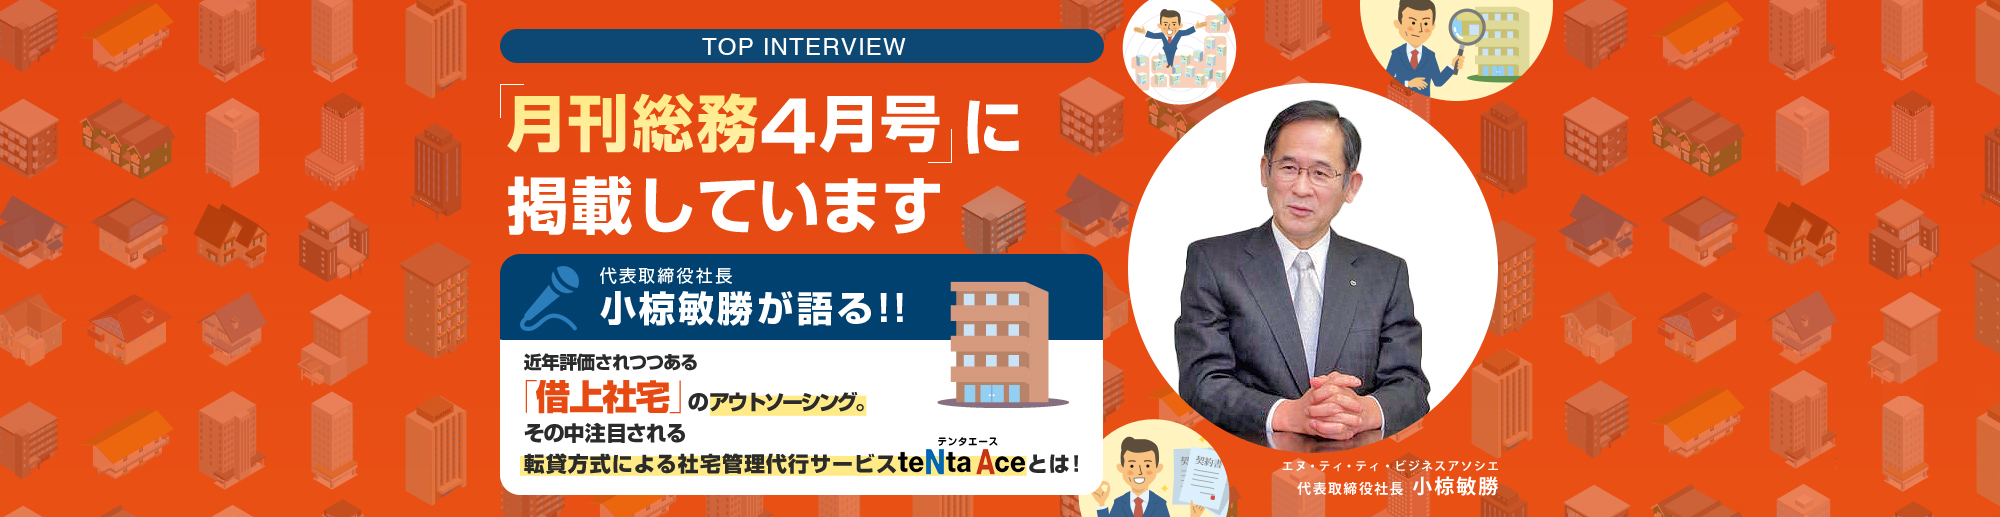 TOP INTERVIEW
「月刊総務4月号」に
掲載しています
代表取締役社長
小椋敏勝が語る!!
近年評価されつつある
「借上社宅」のアウトソーシング。
その中注目される
テンタエース
転貸方式による社宅管理代行サービスteNta Aceとは!
契約書
エヌ・ティ・ティ・ビジネスアソシエ
代表取締役社長 小椋敏勝